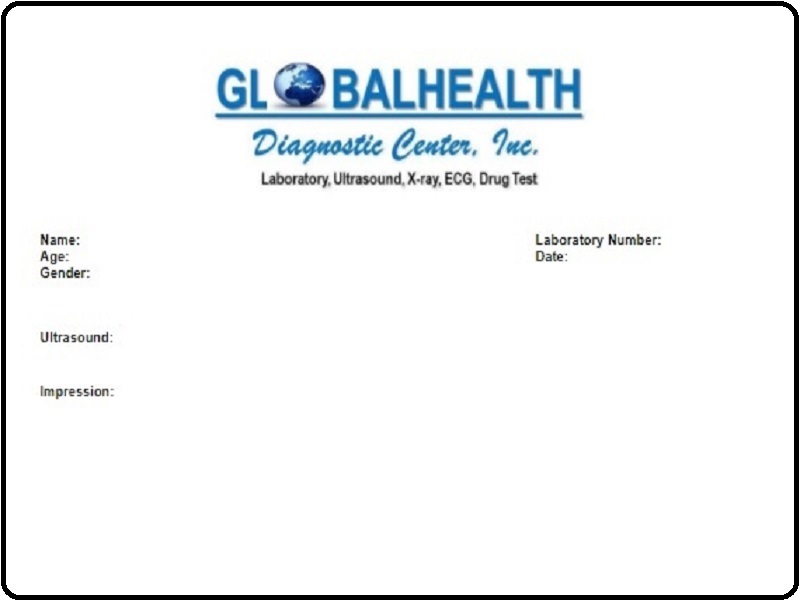 GLOBALHEALTH
Diagnostic Center, Inc.
Laboratory, Ultrasound, X-ray, ECG, Drug Test
Name:
Laboratory Number:
Age:
Date:
Gender:
Ultrasound:
Impression: